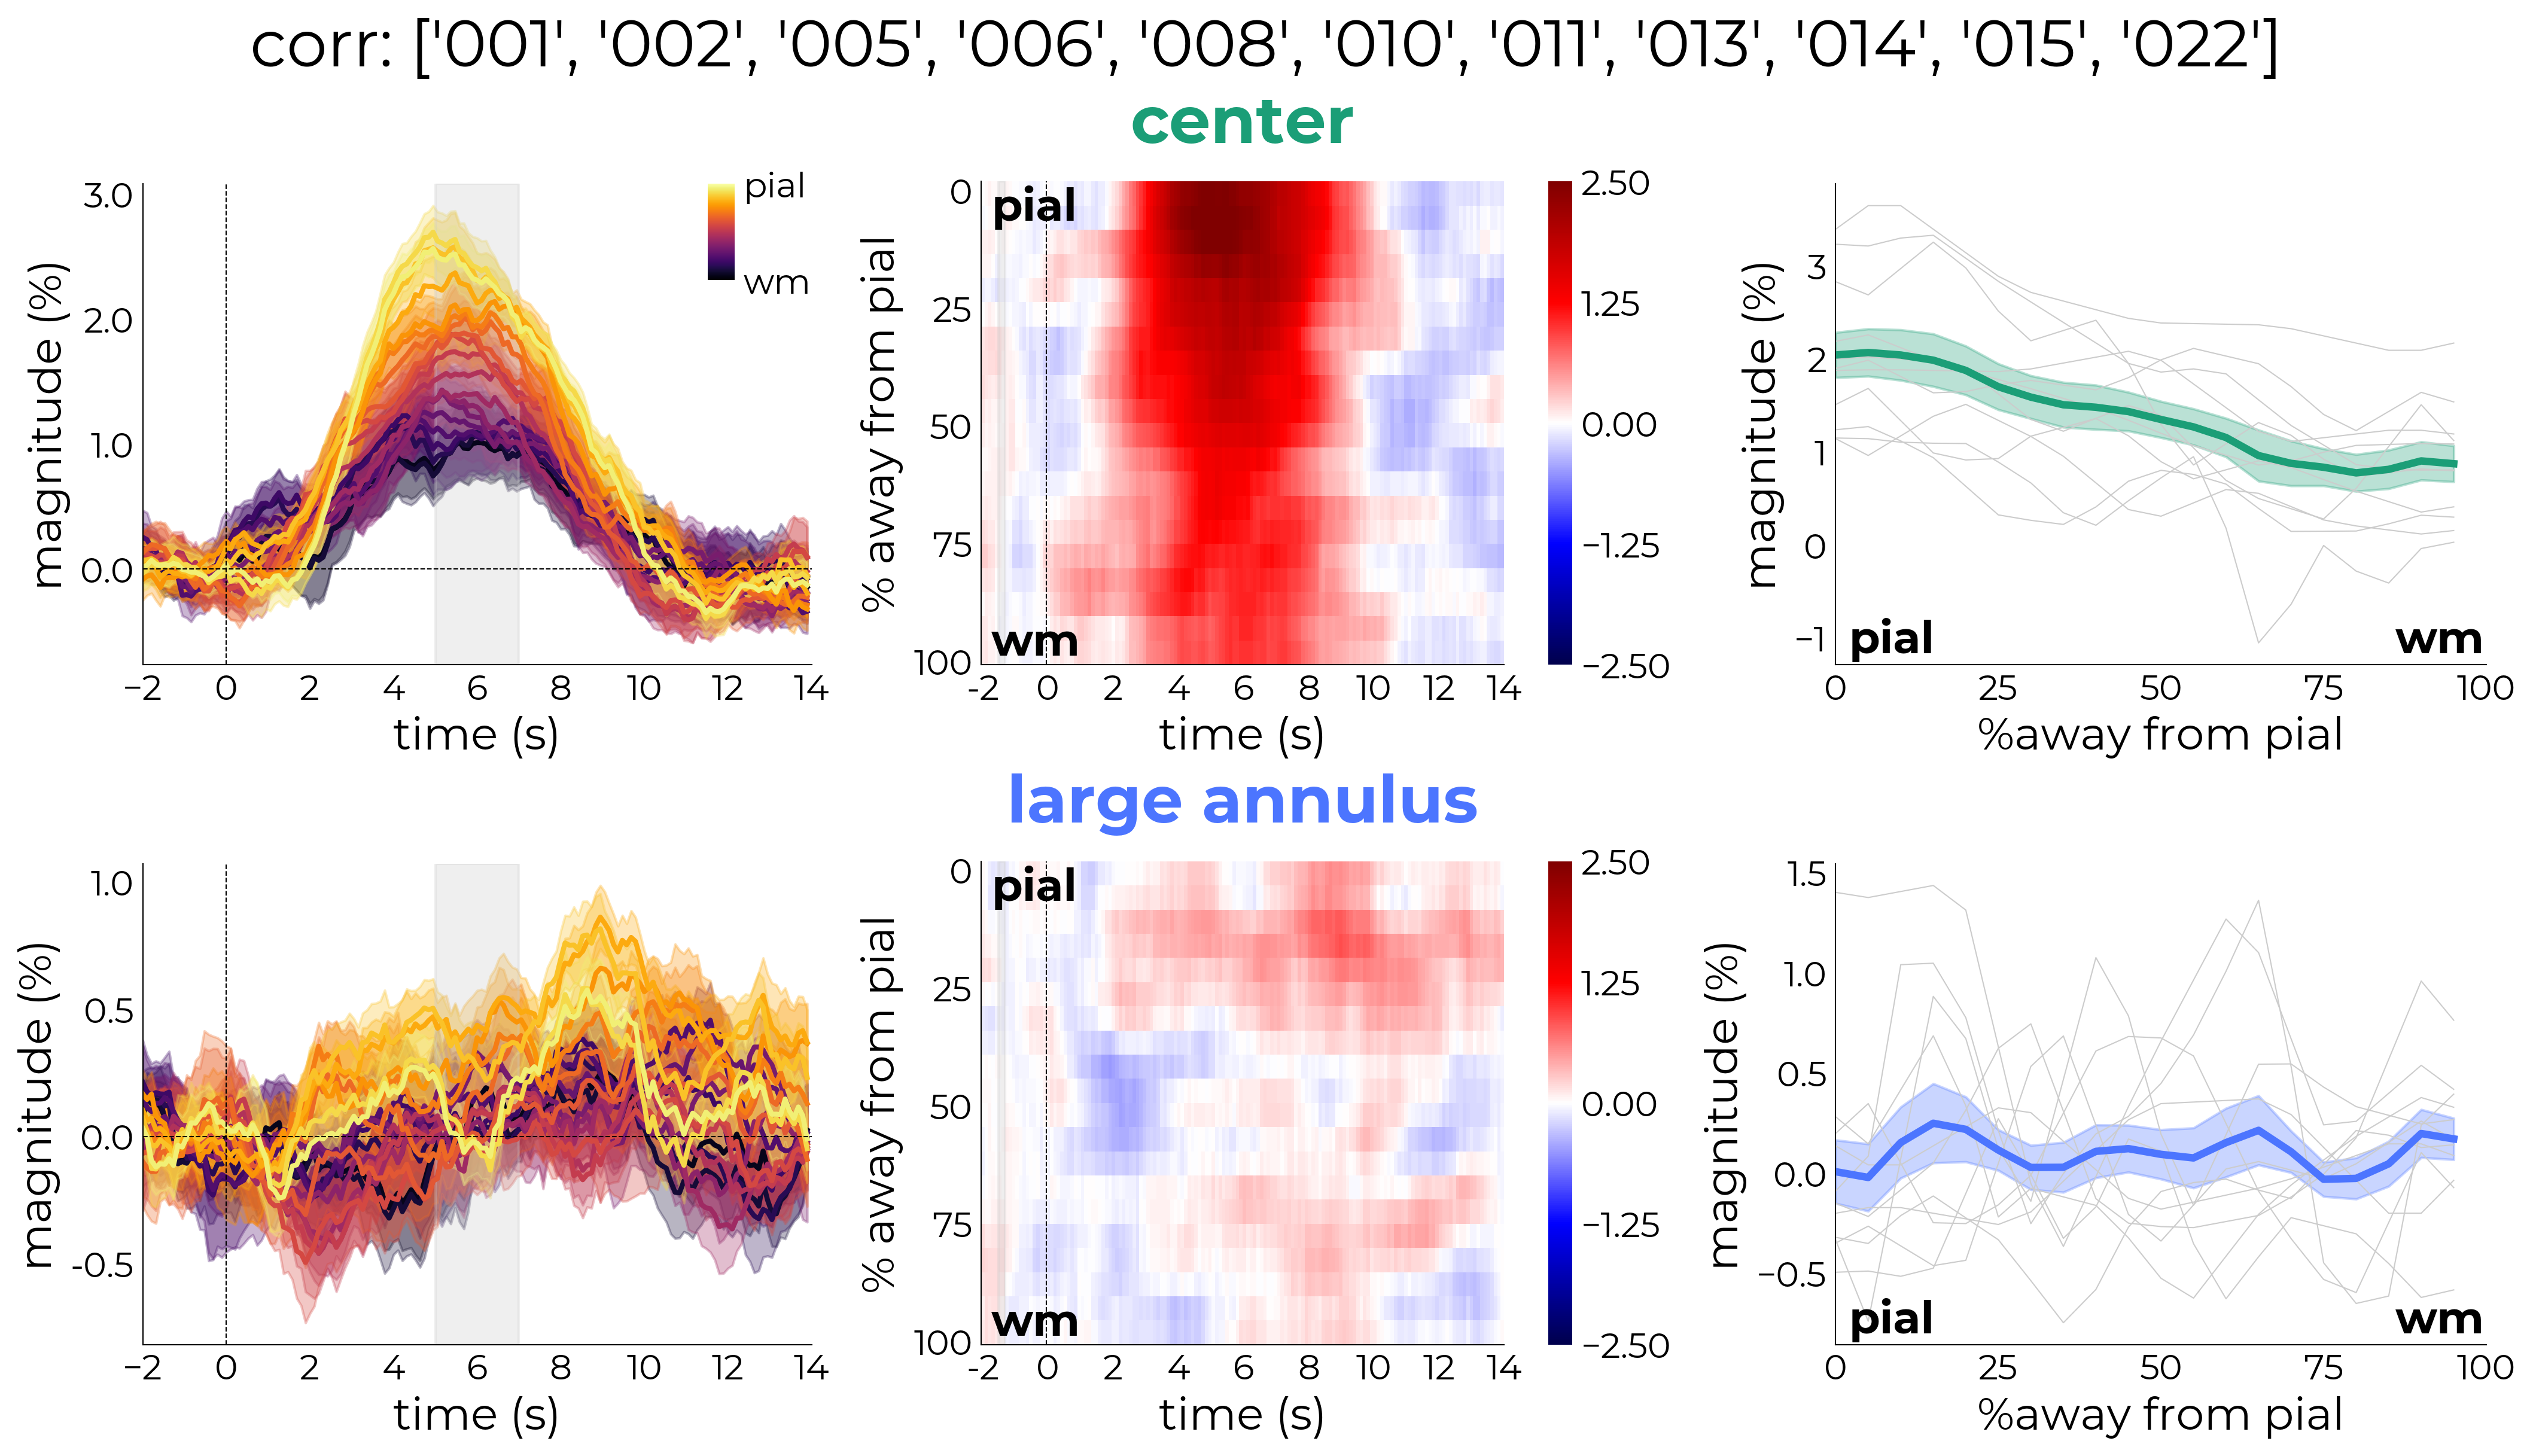 corr: ['001', '002', '005', '006', '008', '010', '011', '013', '014', '015', '022']
center
magnitude (%)
3.0
2.0
1.0
0.0
pial
wm
−2 0 2 4 6 8 10 12 14
time (s)
% away from pial
0
25
50
75
100
pial
wm
−2 0 2 4 6 8 10 12 14
time (s)
2.50
1.25
0.00
−1.25
−2.50
magnitude (%)
3
2
1
0
−1
pial wm
0 25 50 75 100
%away from pial
large annulus
magnitude (%)
1.0
0.5
0.0
-0.5
−2 0 2 4 6 8 10 12 14
time (s)
% away from pial
0
25
50
75
100
pial
wm
−2 0 2 4 6 8 10 12 14
time (s)
2.50
1.25
0.00
−1.25
−2.50
magnitude (%)
1.5
1.0
0.5
0.0
−0.5
pial wm
0 25 50 75 100
%away from pial